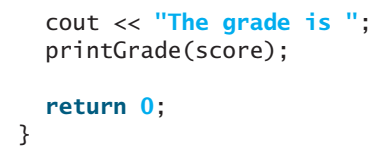 cout << "The grade is ";
printGrade(score);
return 0;
}